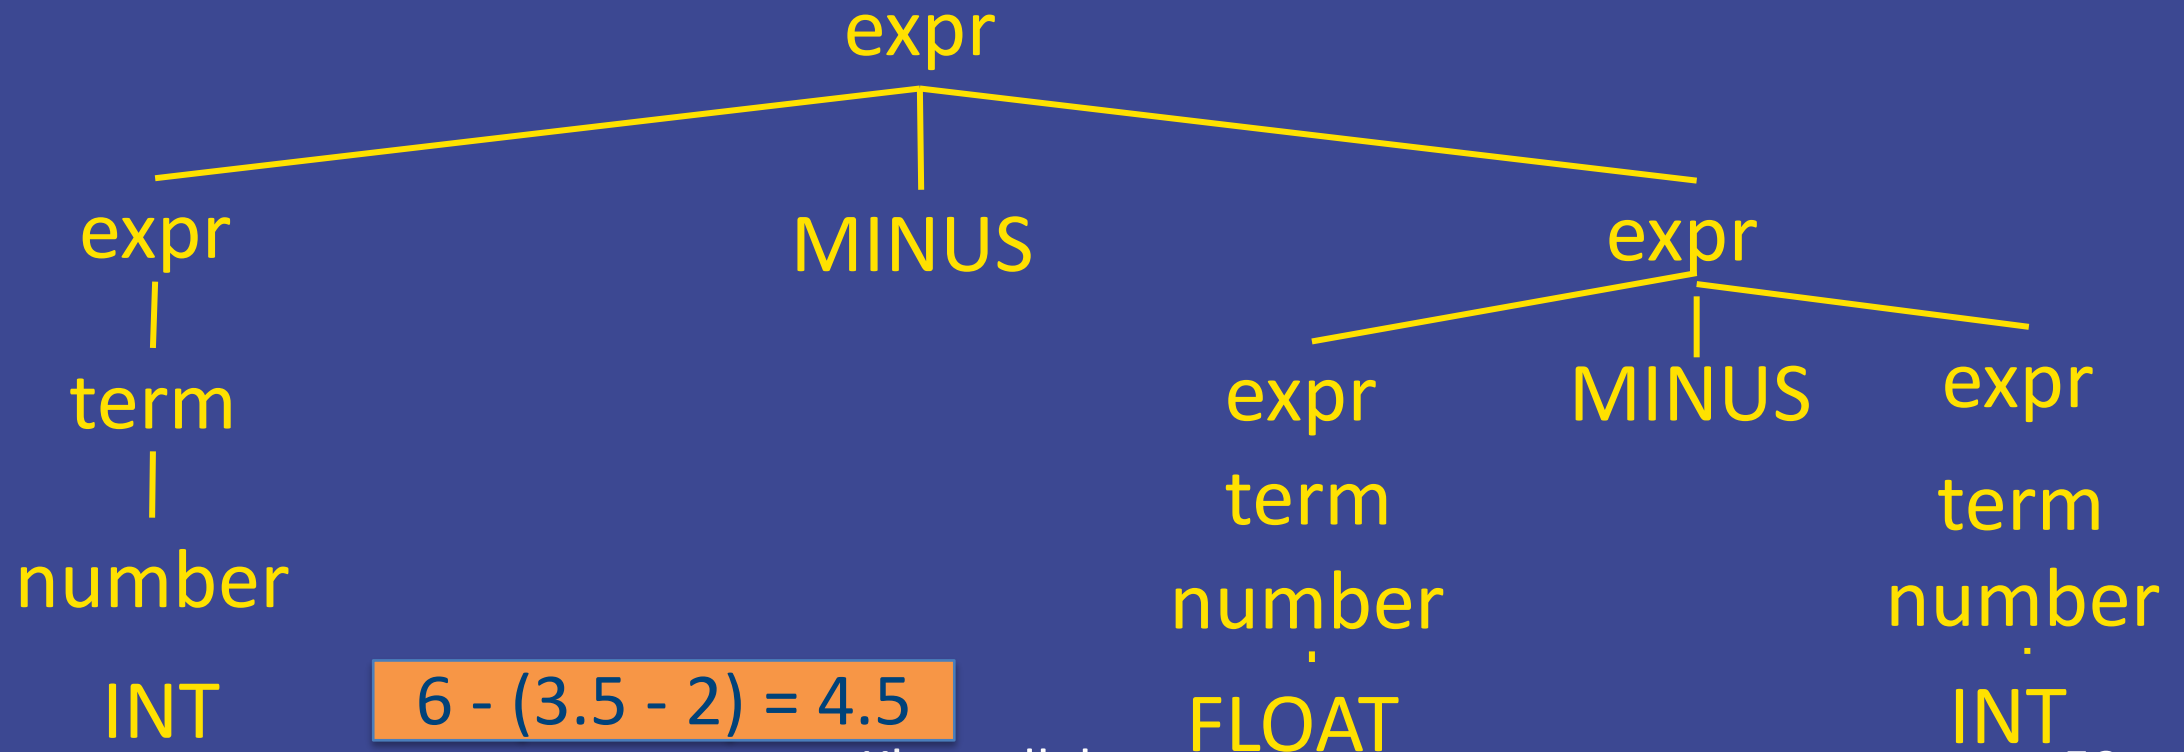 expr
expr MINUS expr
expr MINUS expr
term
term term
number number number
INT 6 - (3.5 - 2) = 4.5 FLOAT INT